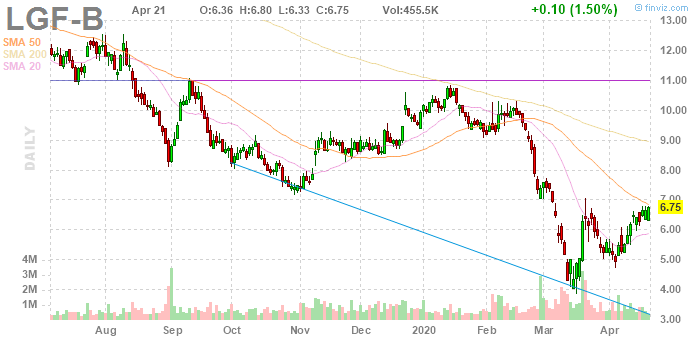 LGF-B
Apr 21 O:6.36 H:6.80 L:6.33 C:6.75 Vol:455.5K +0.10 (1.50%)
© finviz.com
SMA 50
SMA 200
SMA 20
DAILY
13.00
12.00
11.00
10.00
9.00
8.00
7.00
6.75
6.00
5.00
4.00
3.00
4M
3M
2M
1M
Aug Sep Oct Nov Dec 2020 Feb Mar Apr